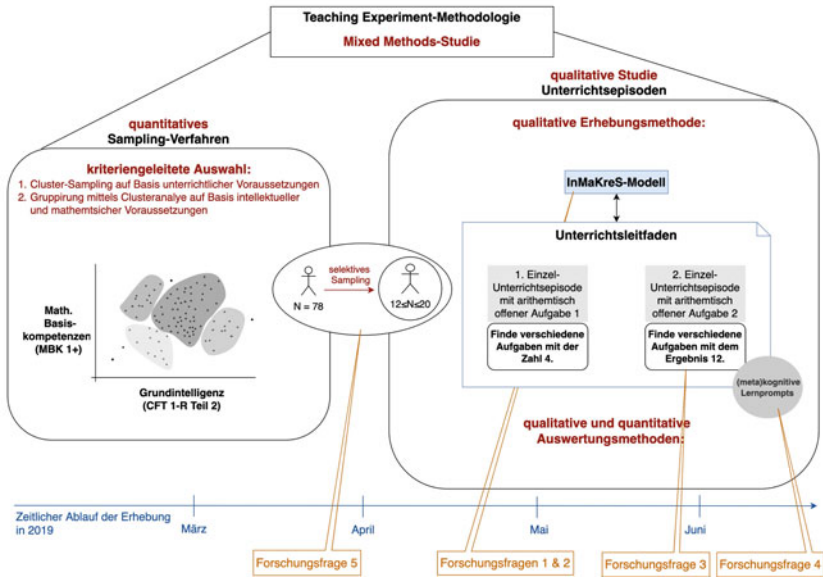 Teaching Experiment-Methodologie
Mixed Methods-Studie
quantitatives
Sampling-Verfahren
kriteriengeleitete Auswahl:
1. Cluster-Sampling auf Basis unterrichtlicher Voraussetzungen
2. Gruppirung mittels Clusteranalye auf Basis intellektueller
und mathemtsicher Voraussetzungen
Math.
Basis-
kompetenzen
(MBK 1+)
Grundintelligenz
(CFT 1-R Teil 2)
N = 78
selektives
Sampling
12≤N≤20
qualitative Studie
Unterrichtsepisoden
qualitative Erhebungsmethode:
InMaKreS-Modell
Unterrichtsleitfaden
1. Einzel-
Unterrichtsepisode
mit arithemtisch
offener Aufgabe 1
Finde verschiedene
Aufgaben mit der
Zahl 4.
2. Einzel-
Unterrichtsepisode
mit arithemtisch
offener Aufgabe 2
Finde verschiedene
Aufgaben mit dem
Ergebnis 12.
(meta)kognitive
Lernprompts
qualitative und quantitative
Auswertungsmethoden:
Zeitlicher Ablauf der Erhebung
in 2019
März
April
Mai
Juni
Forschungsfrage 5
Forschungsfragen 1 & 2
Forschungsfrage 3
Forschungsfrage 4